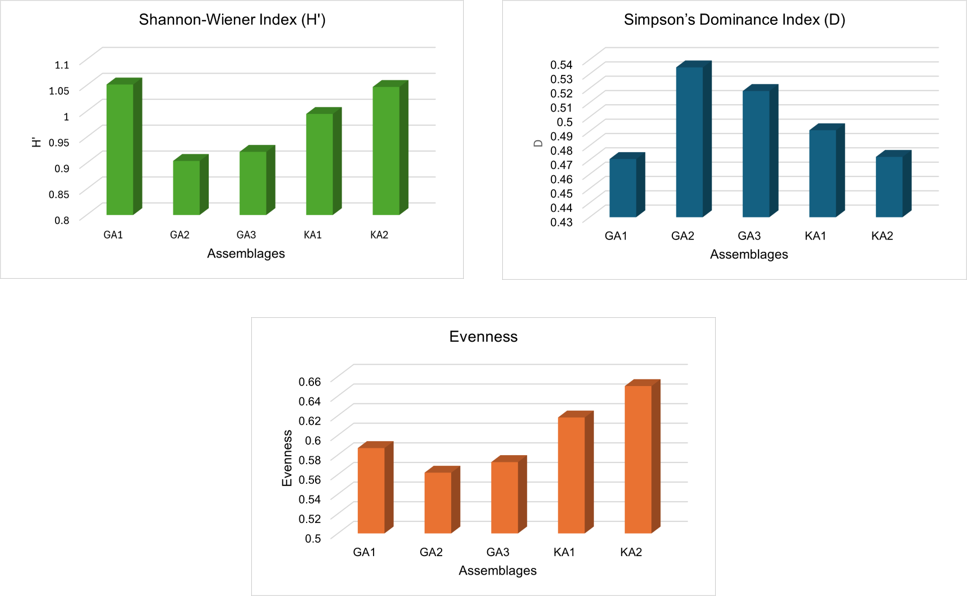 Shannon-Wiener Index (H')
1.1
1.05
1
0.95
0.9
0.85
0.8
H'
GA1 GA2 GA3 KA1 KA2
Assemblages
Simpson’s Dominance Index (D)
0.54
0.53
0.52
0.51
0.5
0.49
0.48
0.47
0.46
0.45
0.44
0.43
D
GA1 GA2 GA3 KA1 KA2
Assemblages
Evenness
0.66
0.64
0.62
0.6
0.58
0.56
0.54
0.52
0.5
Evenness
GA1 GA2 GA3 KA1 KA2
Assemblages